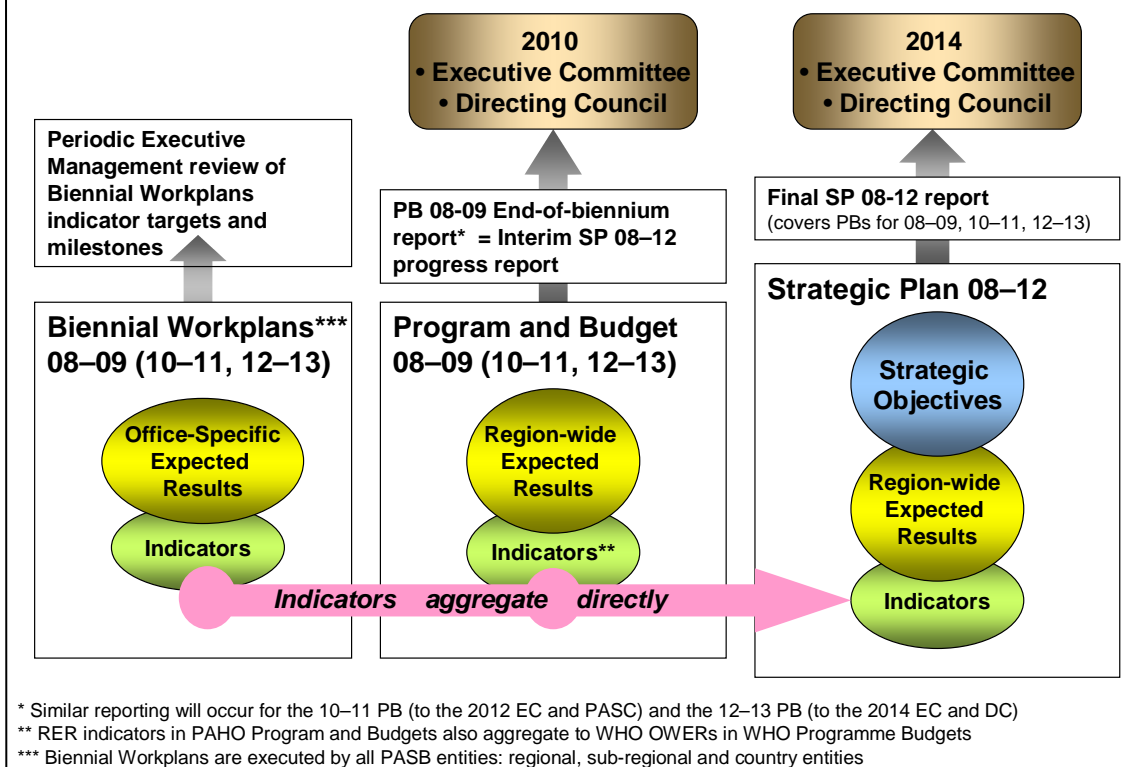 2010
• Executive Committee
• Directing Council
2014
• Executive Committee
• Directing Council
Periodic Executive
Management review of
Biennial Workplans
indicator targets and
milestones
PB 08-09 End-of-biennium
report* = Interim SP 08–12
progress report
Final SP 08-12 report
(covers PBs for 08–09, 10–11, 12–13)
Biennial Workplans***
08–09 (10–11, 12–13)
Office-Specific
Expected
Results
Indicators
Program and Budget
08–09 (10–11, 12–13)
Region-wide
Expected
Results
Indicators**
Strategic Plan 08–12
Strategic
Objectives
Region-wide
Expected
Results
Indicators
Indicators aggregate directly
* Similar reporting will occur for the 10–11 PB (to the 2012 EC and PASC) and the 12–13 PB (to the 2014 EC and DC)
** RER indicators in PAHO Program and Budgets also aggregate to WHO OWERs in WHO Programme Budgets
*** Biennial Workplans are executed by all PASB entities: regional, sub-regional and country entities